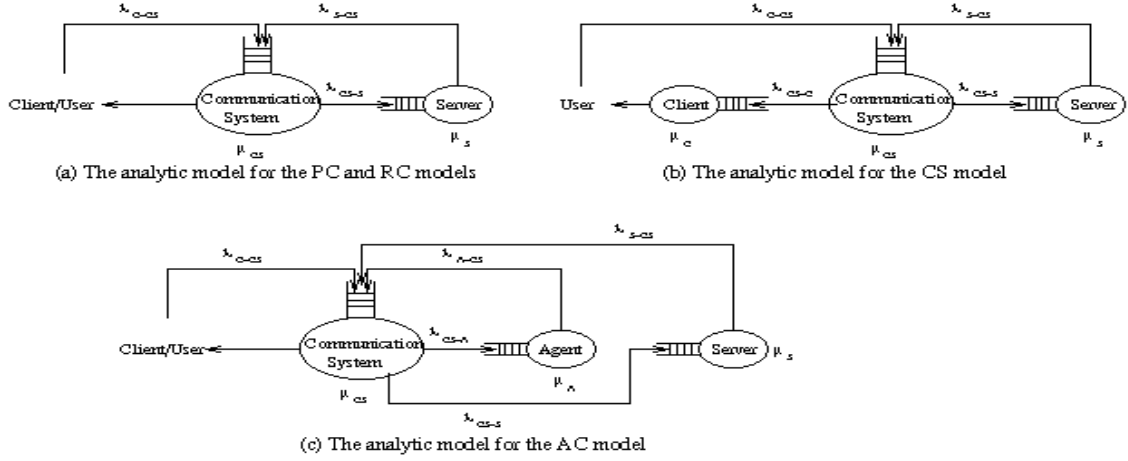 λ C-CS
λ S-CS
Client/User
Communication
System
λ CS-S
Server
μ CS
μ S
(a) The analytic model for the PC and RC models
λ C-CS
λ S-CS
User
Client
λ CS-C
Communication
System
λ CS-S
Server
μ C
μ CS
μ S
(b) The analytic model for the CS model
λ S-CS
λ C-CS
λ A-CS
Client/User
Communication
System
λ CS-A
Agent
Server
μ S
μ CS
μ A
λ CS-S
(c) The analytic model for the AC model